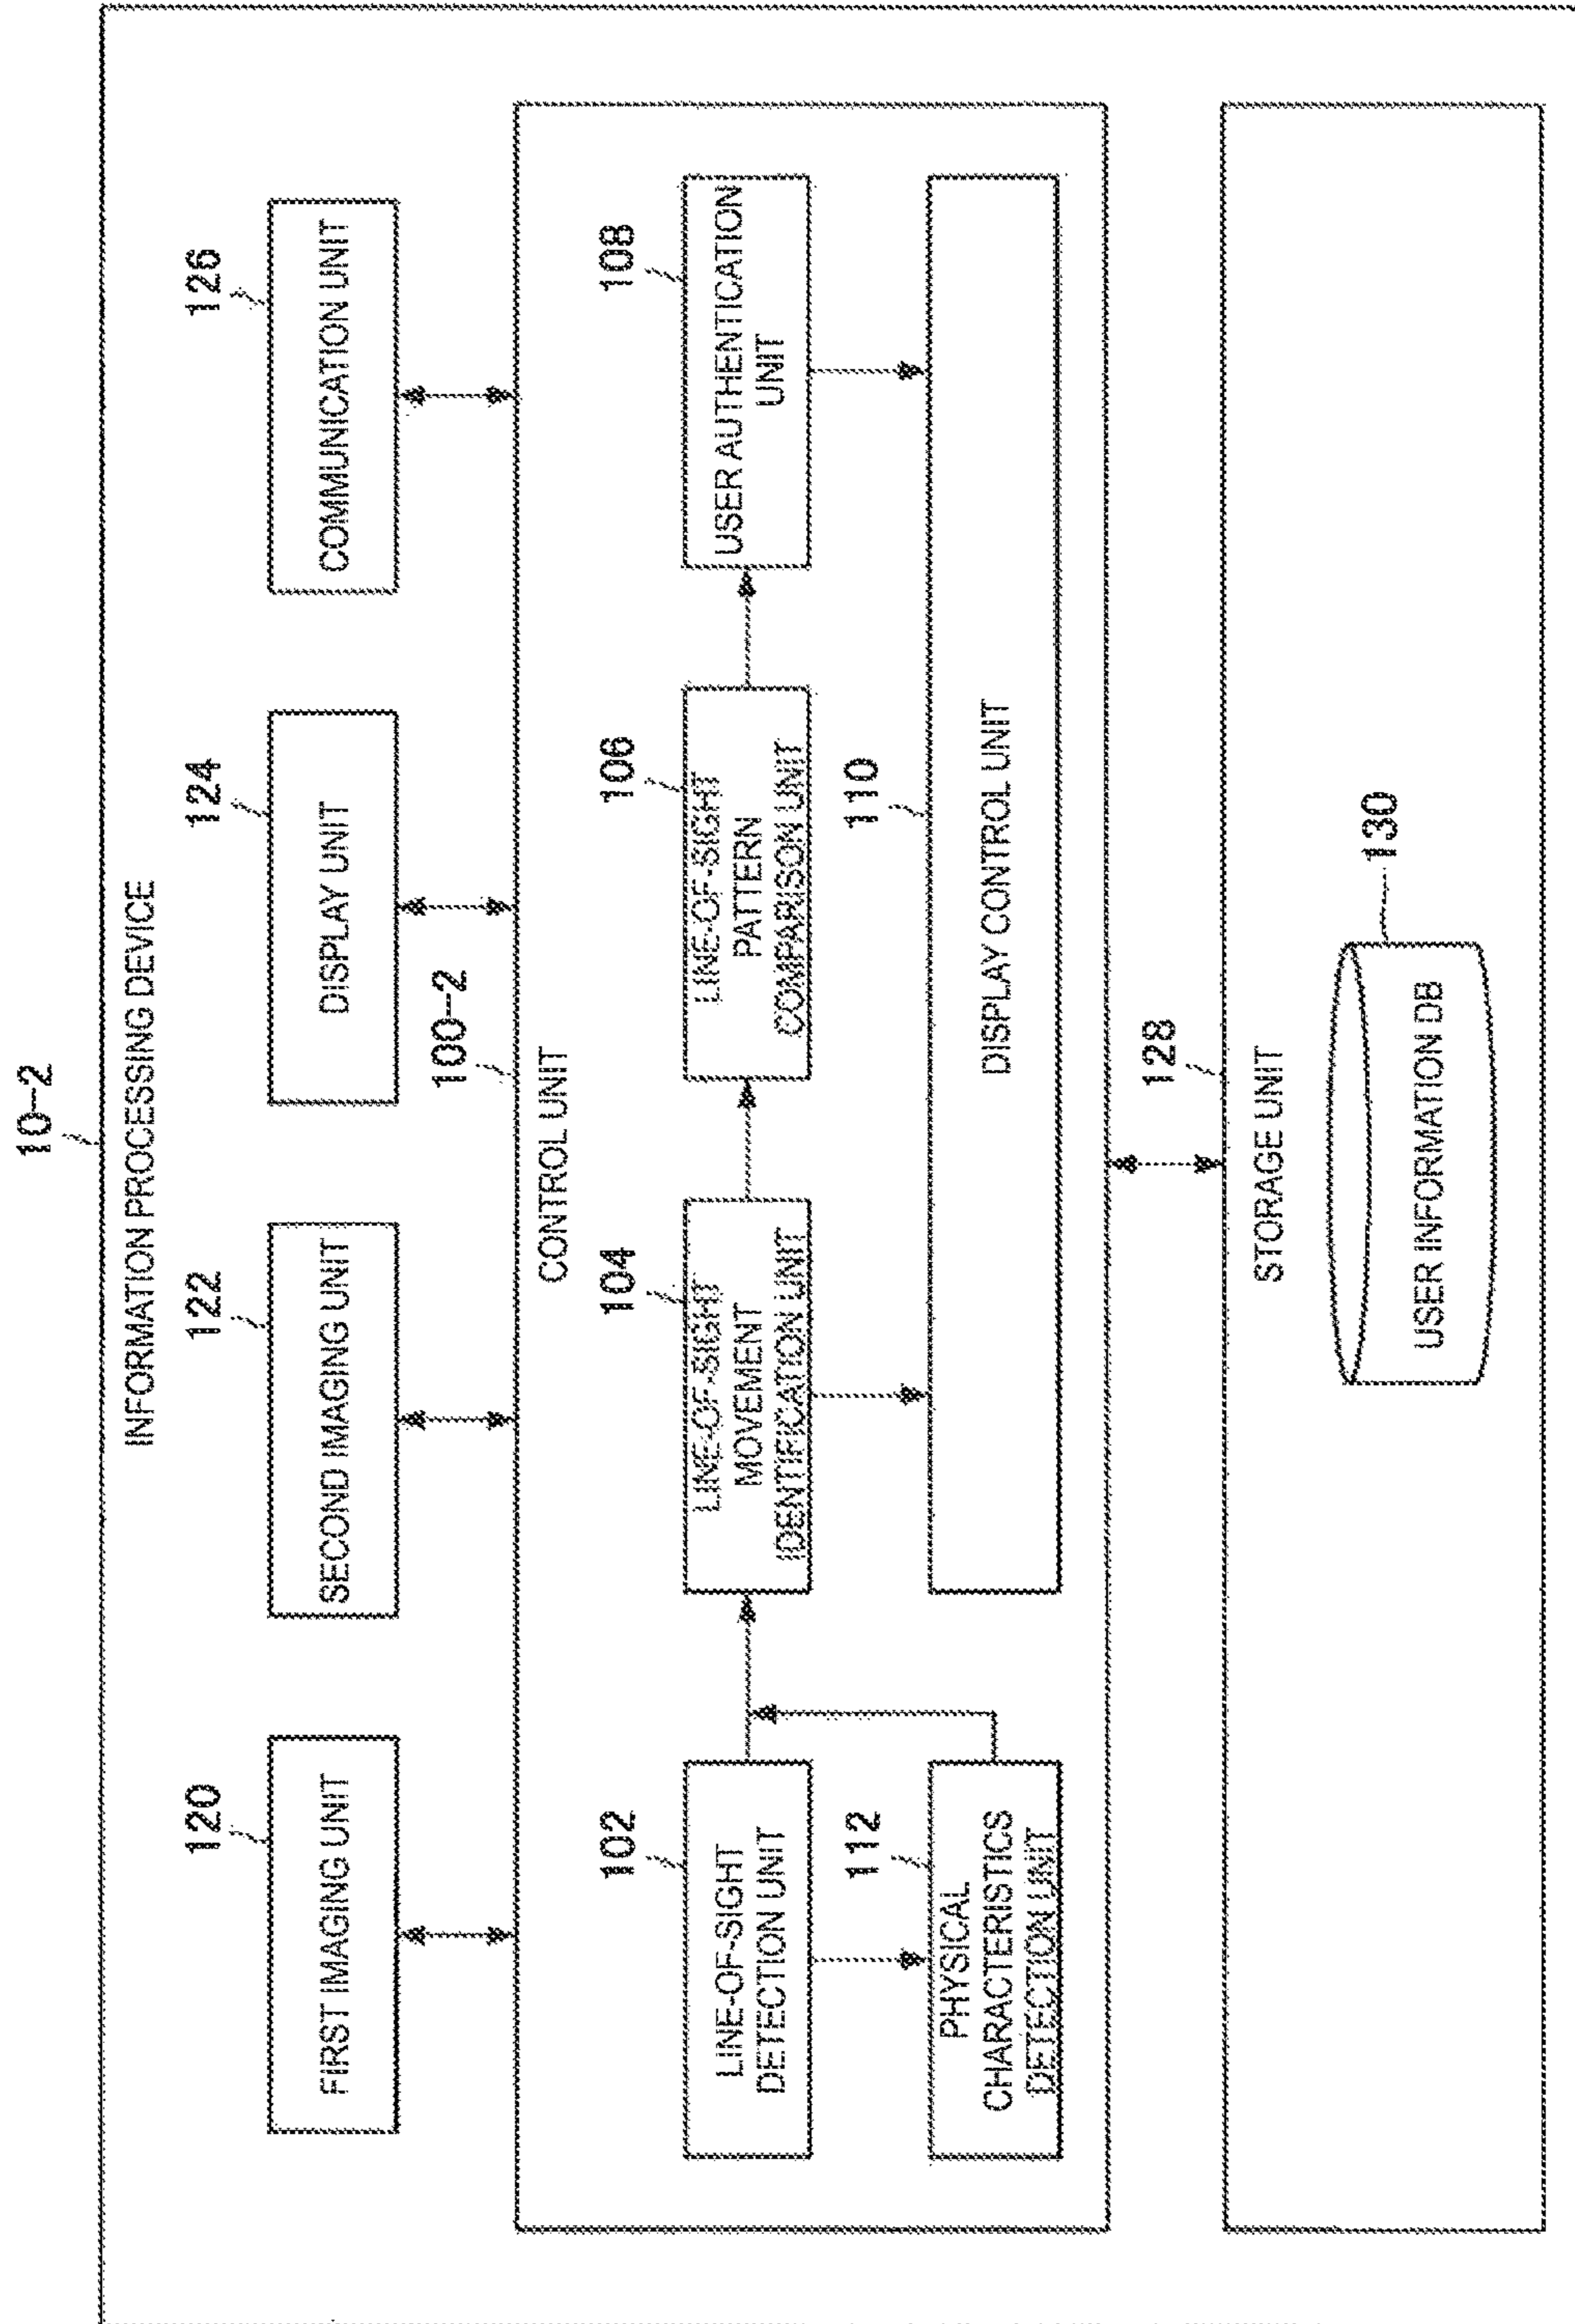 10-2
INFORMATION PROCESSING DEVICE
120
122
124
126
FIRST IMAGING UNIT
SECOND IMAGING UNIT
DISPLAY UNIT
COMMUNICATION UNIT
100-2
CONTROL UNIT
102
104
106
108
LINE-OF-SIGHT
DETECTION UNIT
LINE-OF-SIGHT
MOVEMENT
IDENTIFICATION UNIT
LINE-OF-SIGHT
PATTERN
COMPARISON UNIT
USER AUTHENTICATION
UNIT
112
110
PHYSICAL
CHARACTERISTICS
DETECTION UNIT
DISPLAY CONTROL UNIT
128
STORAGE UNIT
130
USER INFORMATION DB